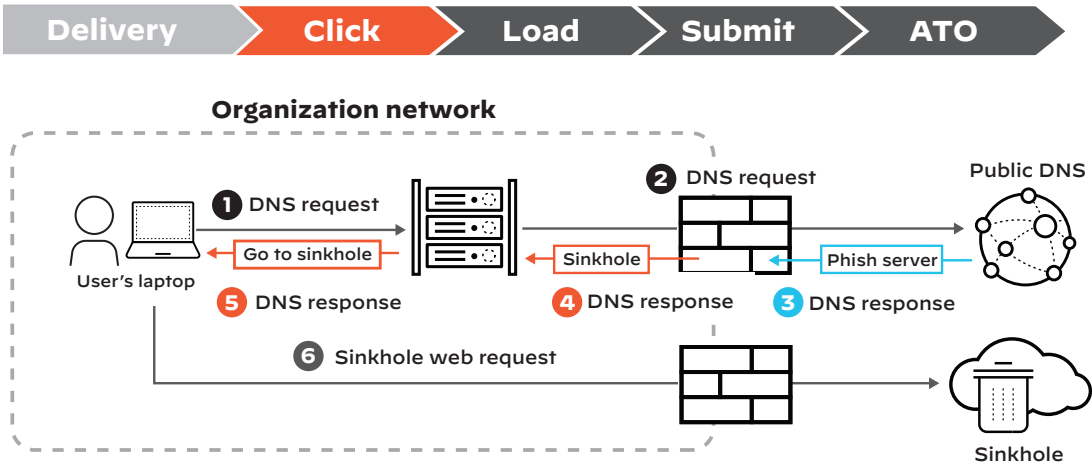 Delivery
Click
Load
Submit
ATO
Organization network
1 DNS request
2 DNS request
Public DNS
Go to sinkhole
Sinkhole
Phish server
User's laptop
5 DNS response
4 DNS response
3 DNS response
6 Sinkhole web request
Sinkhole